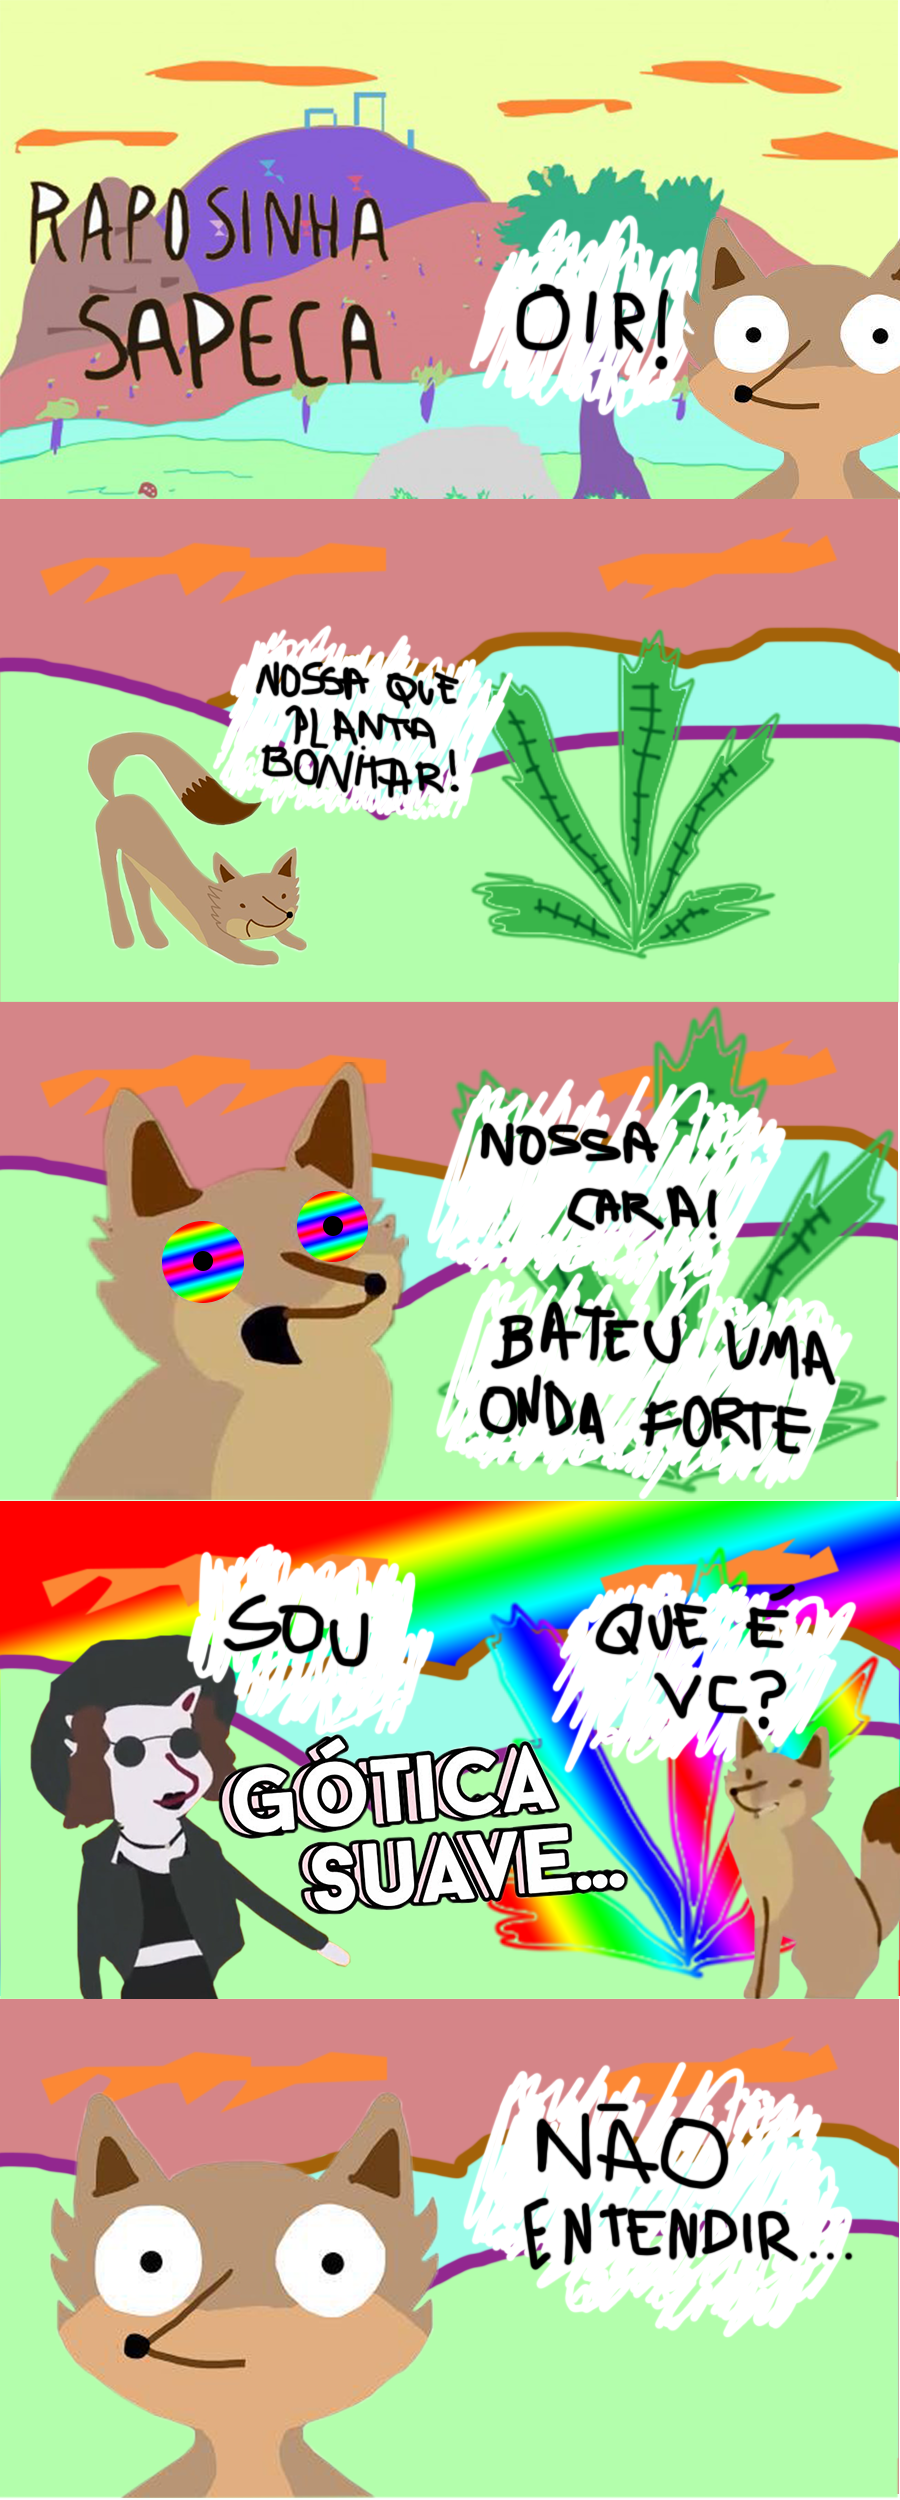 RAPOSINHA
SAPECA
OIR!
NOSSA QUE
PLANTA
BONIHAR!
NOSSA
CARA!
BATEU UMA
ONDA FORTE
QUE É
VC?
SOU
GÓTICA
SUAVE...
NÃO
ENTENDIR...